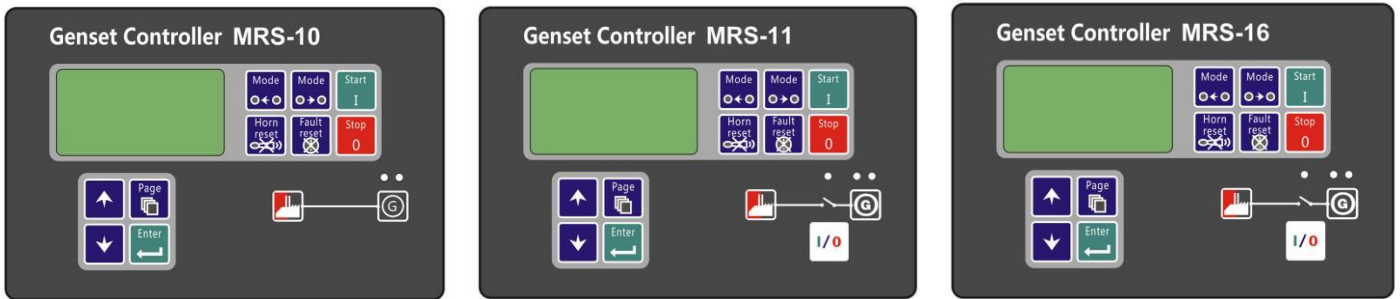 Genset Controller MRS-10
Mode Mode Start
I
Horn reset Fault reset Stop
0
Page
Enter
G
Genset Controller MRS-11
Mode Mode Start
I
Horn reset Fault reset Stop
0
Page
Enter
G
I/0
Genset Controller MRS-16
Mode Mode Start
I
Horn reset Fault reset Stop
0
Page
Enter
G
I/0